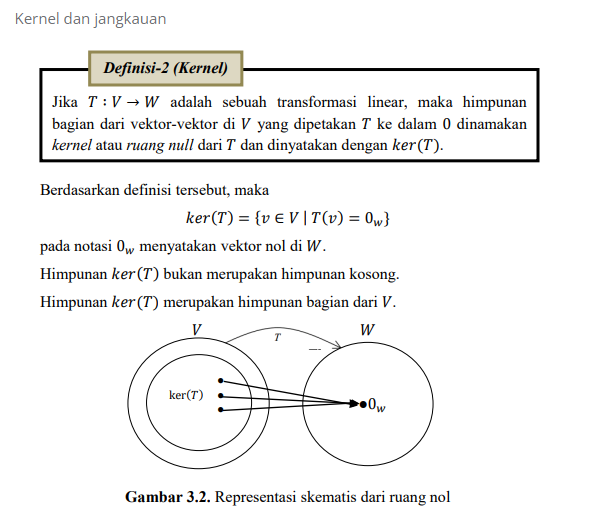 Kernel dan jangkauan
Definisi-2 (Kernel)
Jika T : V → W adalah sebuah transformasi linear, maka himpunan
bagian dari vektor-vektor di V yang dipetakan T ke dalam 0 dinamakan
kernel atau ruang null dari T dan dinyatakan dengan ker(T).
Berdasarkan definisi tersebut, maka
ker(T) = {v ∈ V | T(v) = 0_w}
pada notasi 0_w menyatakan vektor nol di W.
Himpunan ker(T) bukan merupakan himpunan kosong.
Himpunan ker(T) merupakan himpunan bagian dari V.
V
T
W
ker(T)
0_w
Gambar 3.2. Representasi skematis dari ruang nol